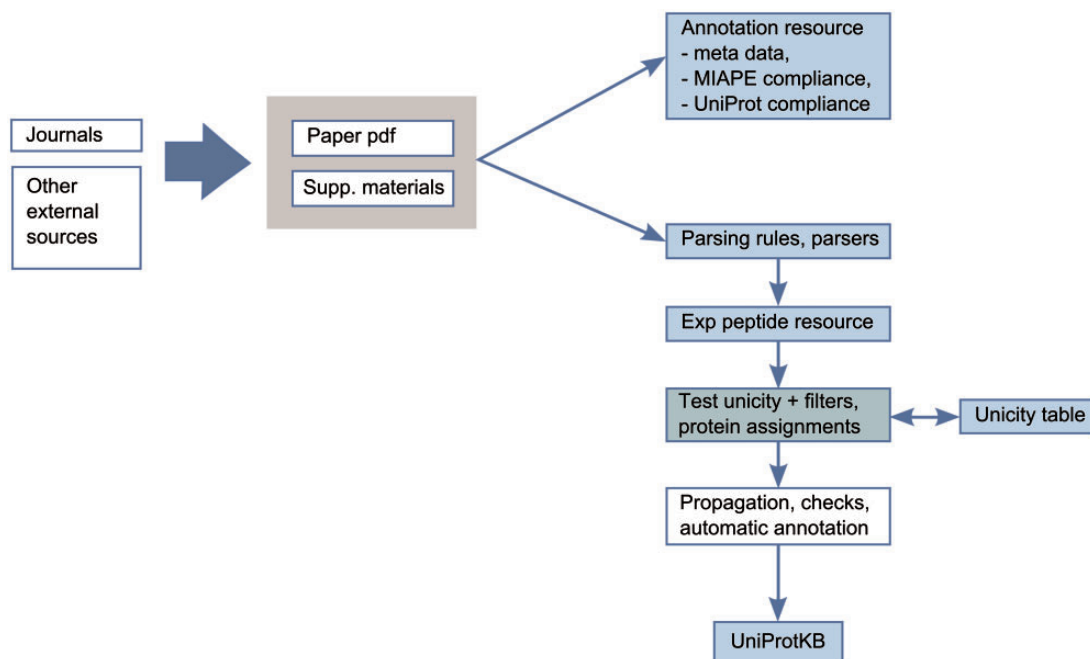 Annotation resource
- meta data,
- MIAPE compliance,
- UniProt compliance
Journals
Other
external
sources
Paper pdf
Supp. materials
Parsing rules, parsers
Exp peptide resource
Test unicity + filters,
protein assignments
Unicity table
Propagation, checks,
automatic annotation
UniProtKB